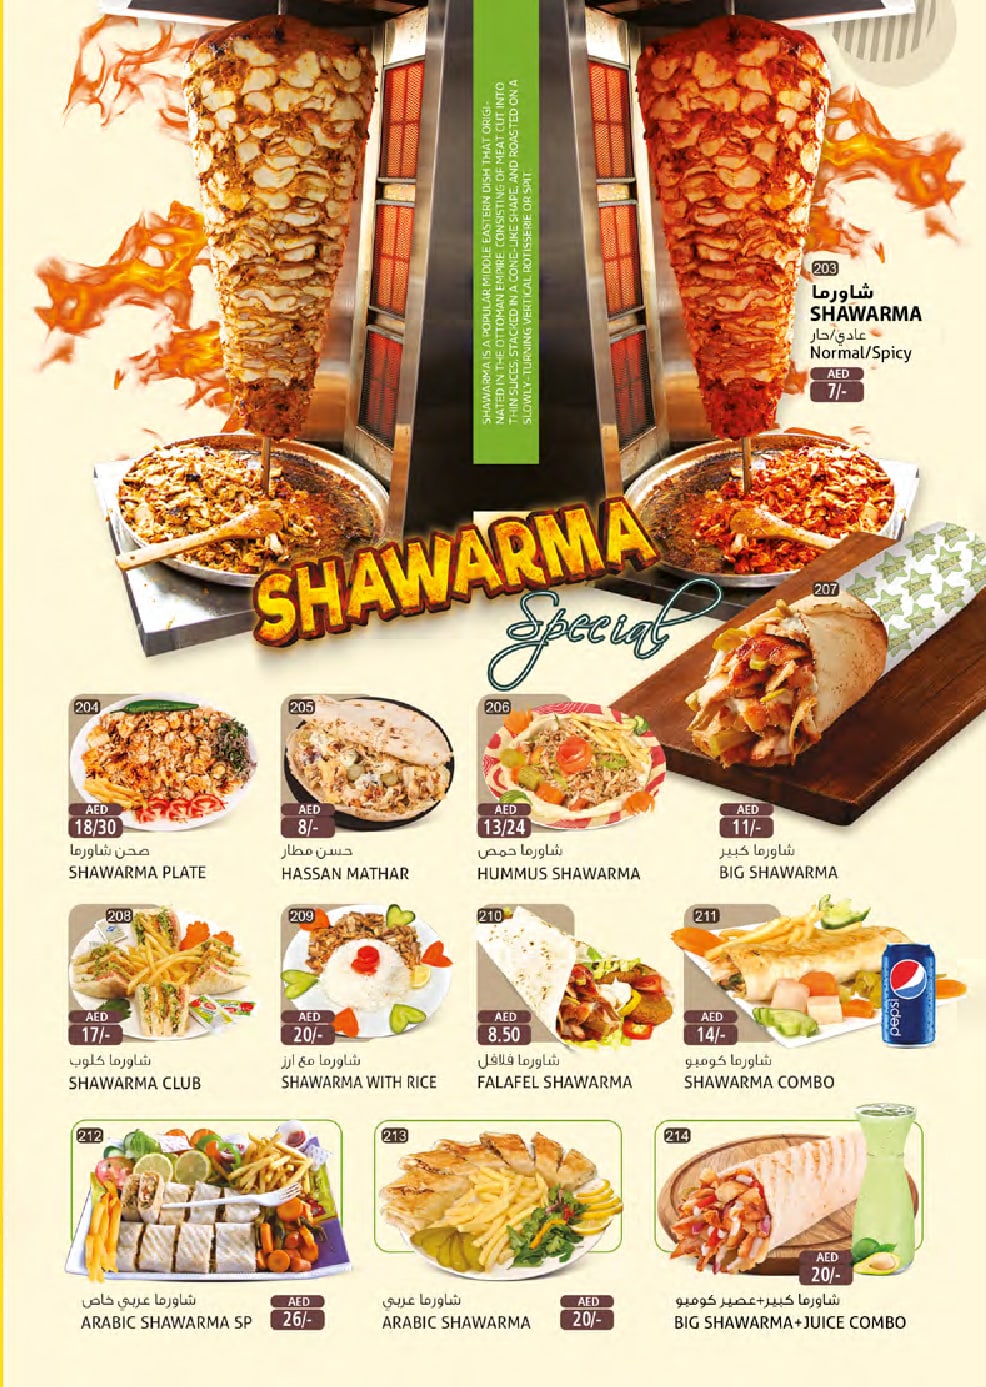 SHAWARMA IS A POPULAR MIDDLE EASTERN DISH THAT ORIGI-
NATED IN THE OTTOMAN EMPIRE, CONSISTING OF MEAT CUT INTO
THIN SLICES, STACKED IN A CONE-LIKE SHAPE, AND ROASTED ON A
SLOWLY-TURNING VERTICAL ROTISSERIE OR SPIT.
203
شاورما
SHAWARMA
عادي/حار
Normal/Spicy
AED
7/-
SHAWARMA
Special
204
AED
18/30
صحن شاورما
SHAWARMA PLATE
205
AED
8/-
حسن مطار
HASSAN MATHAR
206
AED
13/24
شاورما حمص
HUMMUS SHAWARMA
207
AED
11/-
شاورما كبير
BIG SHAWARMA
208
AED
17/-
شاورما كلوب
SHAWARMA CLUB
209
AED
20/-
شاورما مع ارز
SHAWARMA WITH RICE
210
AED
8.50
شاورما فلافل
FALAFEL SHAWARMA
211
pepsi
AED
14/-
شاورما كومبو
SHAWARMA COMBO
212
شاورما عربي خاص
ARABIC SHAWARMA SP
AED
26/-
213
شاورما عربي
ARABIC SHAWARMA
AED
20/-
214
AED
20/-
شاورما كبير+عصير كومبو
BIG SHAWARMA+JUICE COMBO